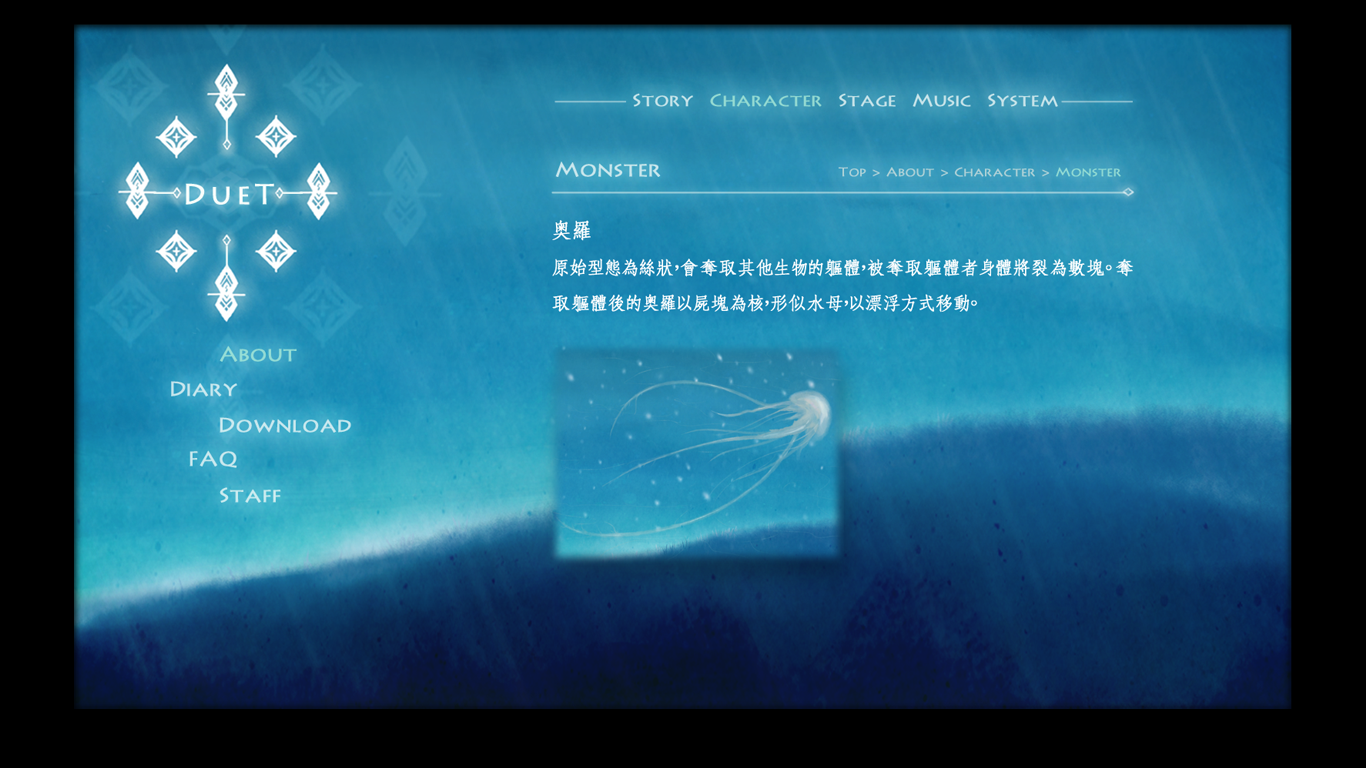 STORY CHARACTER STAGE MUSIC SYSTEM
MONSTER
TOP > ABOUT > CHARACTER > MONSTER
DUET
奧羅
原始型態為絲狀,會奪取其他生物的軀體,被奪取軀體者身體將裂為數塊。奪
取軀體後的奧羅以屍塊為核,形似水母,以漂浮方式移動。
ABOUT
DIARY
DOWNLOAD
FAQ
STAFF